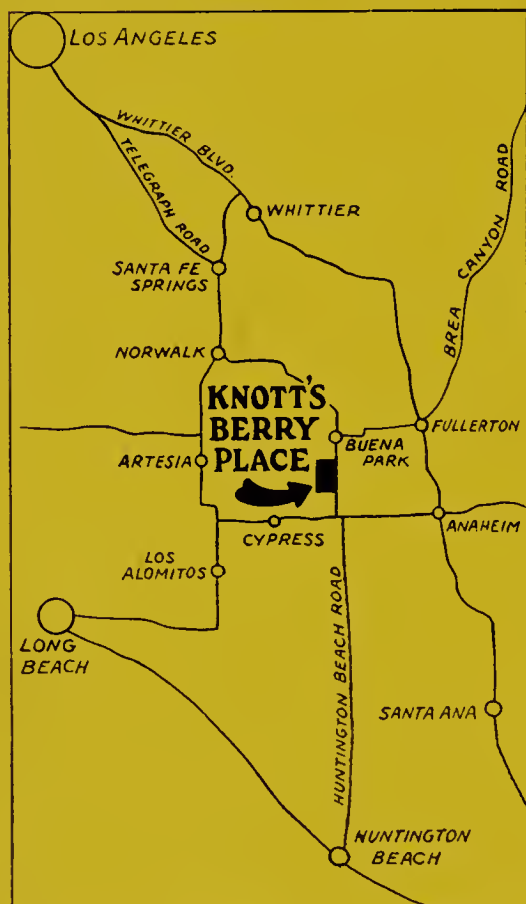 LOS ANGELES
WHITTIER BLVD.
TELEGRAPH ROAD
WHITTIER
BREA CANYON ROAD
SANTA FE
SPRINGS
NORWALK
KNOTT'S
BERRY
PLACE
FULLERTON
BUENA
PARK
ARTESIA
CYPRESS
ANAHEIM
LOS
ALOMITOS
LONG
BEACH
HUNTINGTON BEACH ROAD
SANTA ANA
HUNTINGTON
BEACH